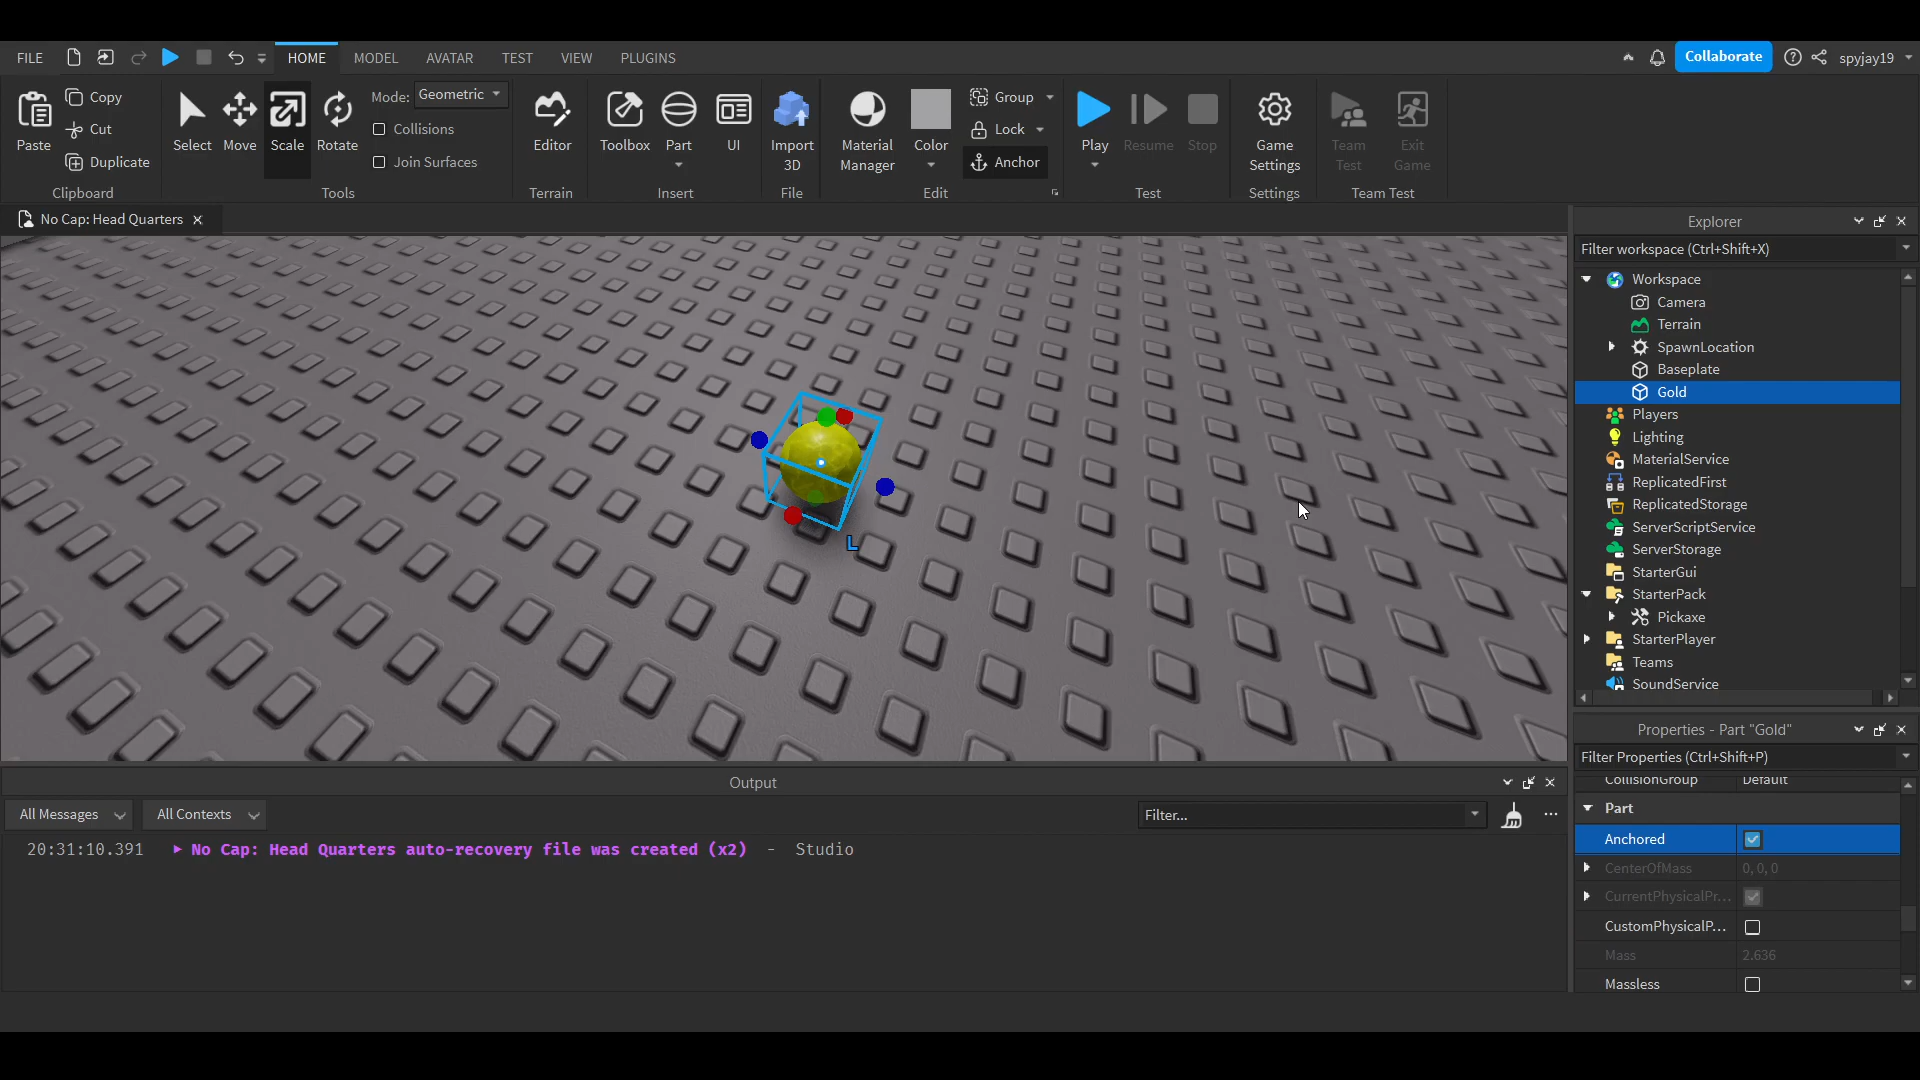 FILE HOME MODEL AVATAR TEST VIEW PLUGINS Collaborate spyjay19
Paste Copy Cut Duplicate Clipboard
Select Move Scale Rotate Mode: Geometric Collisions Join Surfaces Tools
Editor Terrain
Toolbox Part UI Insert
Import 3D File
Material Manager Color Group Lock Anchor Edit
Play Resume Stop Test
Game Settings Settings
Team Test Exit Game Team Test
No Cap: Head Quarters
L
Explorer
Filter workspace (Ctrl+Shift+X)
Workspace
Camera
Terrain
SpawnLocation
Baseplate
Gold
Players
Lighting
MaterialService
ReplicatedFirst
ReplicatedStorage
ServerScriptService
ServerStorage
StarterGui
StarterPack
Pickaxe
StarterPlayer
Teams
SoundService
Properties - Part "Gold"
Filter Properties (Ctrl+Shift+P)
CollisionGroup Default
Part
Anchored
CenterOfMass 0, 0, 0
CurrentPhysicalPr...
CustomPhysicalP...
Mass 2.636
Massless
Output
All Messages All Contexts Filter...
20:31:10.391 No Cap: Head Quarters auto-recovery file was created (x2) - Studio